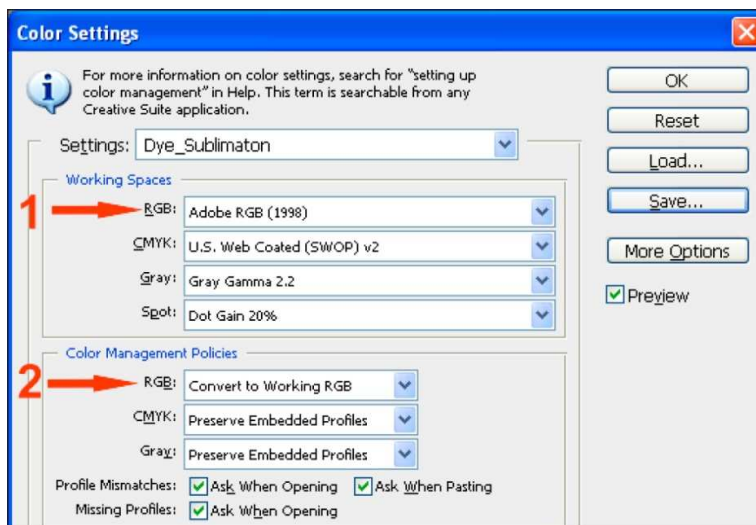 Color Settings
For more information on color settings, search for "setting up
color management" in Help. This term is searchable from any
Creative Suite application.
OK
Reset
Load...
Save...
More Options
Preview
Settings: Dye_Sublimaton
Working Spaces
1
RGB: Adobe RGB (1998)
CMYK: U.S. Web Coated (SWOP) v2
Gray: Gray Gamma 2.2
Spot: Dot Gain 20%
Color Management Policies
2
RGB: Convert to Working RGB
CMYK: Preserve Embedded Profiles
Gray: Preserve Embedded Profiles
Profile Mismatches: Ask When Opening Ask When Pasting
Missing Profiles: Ask When Opening